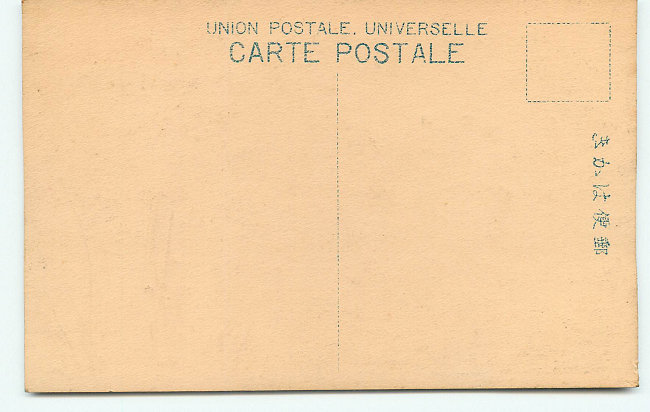 UNION POSTALE. UNIVERSELLE
CARTE POSTALE
きかは便郵